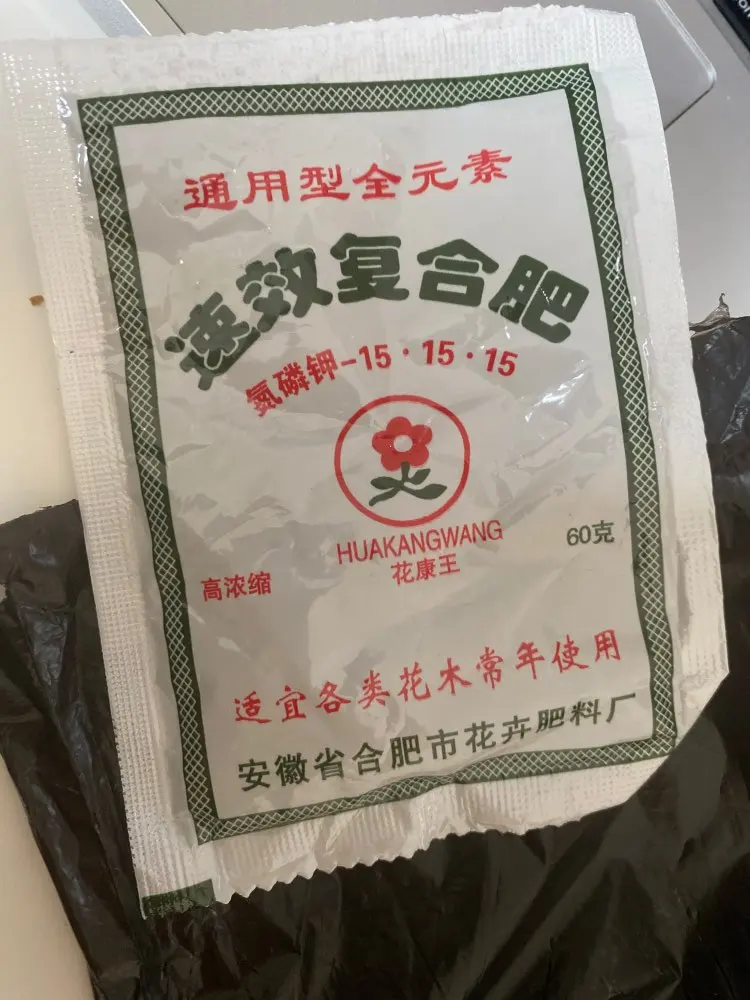 通用型全元素
速效复合肥
氮磷钾-15·15·15
HUAKANGWANG
花康王
60克
高浓缩
适宜各类花木常年使用
安徽省合肥市花卉肥料厂